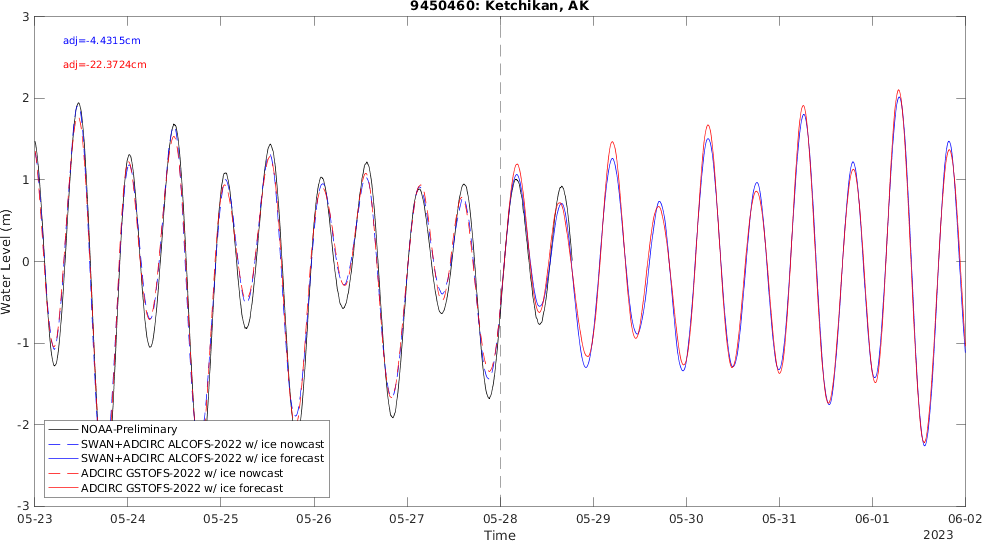 9450460: Ketchikan, AK
3
adj=-4.4315cm
adj=-22.3724cm
2
1
0
-1
-2
-3
Water Level (m)
NOAA-Preliminary
SWAN+ADCIRC ALCOFS-2022 w/ ice nowcast
SWAN+ADCIRC ALCOFS-2022 w/ ice forecast
ADCIRC GSTOFS-2022 w/ ice nowcast
ADCIRC GSTOFS-2022 w/ ice forecast
05-23 05-24 05-25 05-26 05-27 05-28 05-29 05-30 05-31 06-01 06-02
Time
2023